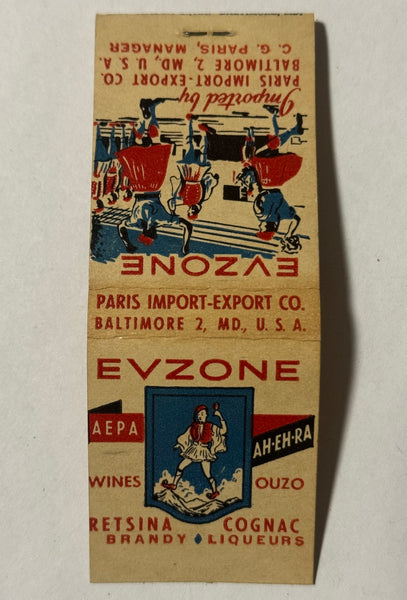 Imported by
PARIS IMPORT-EXPORT CO.
BALTIMORE 2, MD, U.S.A.
C. G. PARIS, MANAGER
EVZONE
PARIS IMPORT-EXPORT CO.
BALTIMORE 2, MD., U. S. A.
EVZONE
AEPA
AH-EH-RA
WINES OUZO
RETSINA COGNAC
BRANDY ♦ LIQUEURS